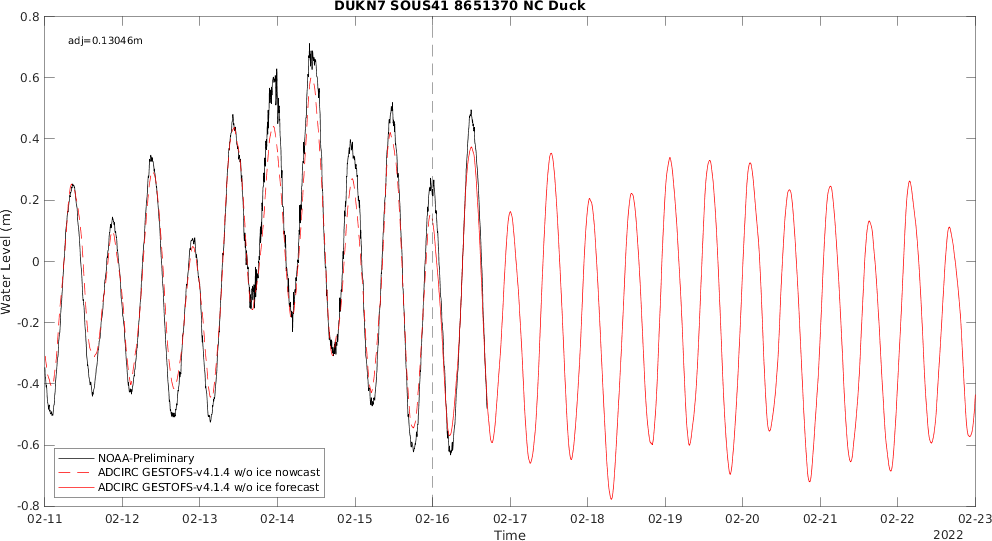 DUKN7 SOUS41 8651370 NC Duck
adj=0.13046m
Water Level (m)
0.8
0.6
0.4
0.2
0
-0.2
-0.4
-0.6
-0.8
NOAA-Preliminary
ADCIRC GESTOFS-v4.1.4 w/o ice nowcast
ADCIRC GESTOFS-v4.1.4 w/o ice forecast
02-11 02-12 02-13 02-14 02-15 02-16 02-17 02-18 02-19 02-20 02-21 02-22 02-23
Time
2022